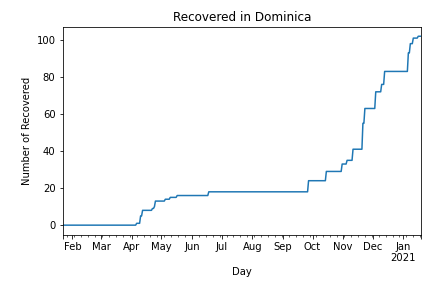 Recovered in Dominica
Number of Recovered
100
80
60
40
20
0
Feb Mar Apr May Jun Jul Aug Sep Oct Nov Dec Jan
2021
Day